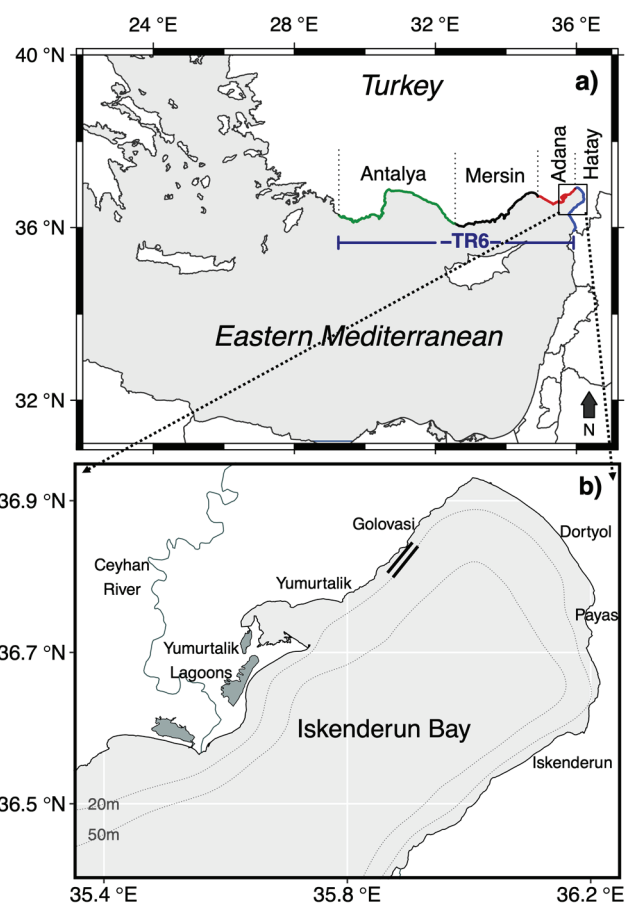 24 °E 28 °E 32 °E 36 °E
40 °N
Turkey
a)
Antalya
Mersin
Adana
Hatay
36 °N
TR6
Eastern Mediterranean
32 °N
N
b)
36.9 °N
Golovasi
Dortyol
Ceyhan
River
Yumurtalik
Payas
Yumurtalik
Lagoons
36.7 °N
Iskenderun Bay
Iskenderun
20m
36.5 °N
50m
35.4 °E 35.8 °E 36.2 °E